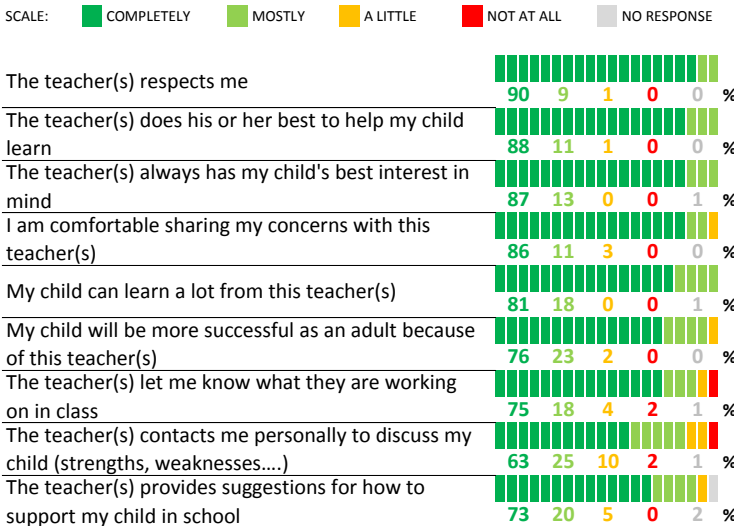 SCALE: COMPLETELY MOSTLY A LITTLE NOT AT ALL NO RESPONSE
The teacher(s) respects me
90 9 1 0 0 %
The teacher(s) does his or her best to help my child
learn
88 11 1 0 0 %
The teacher(s) always has my child's best interest in
mind
87 13 0 0 1 %
I am comfortable sharing my concerns with this
teacher(s)
86 11 3 0 0 %
My child can learn a lot from this teacher(s)
81 18 0 0 1 %
My child will be more successful as an adult because
of this teacher(s)
76 23 2 0 0 %
The teacher(s) let me know what they are working
on in class
75 18 4 2 1 %
The teacher(s) contacts me personally to discuss my
child (strengths, weaknesses....)
63 25 10 2 1 %
The teacher(s) provides suggestions for how to
support my child in school
73 20 5 0 2 %